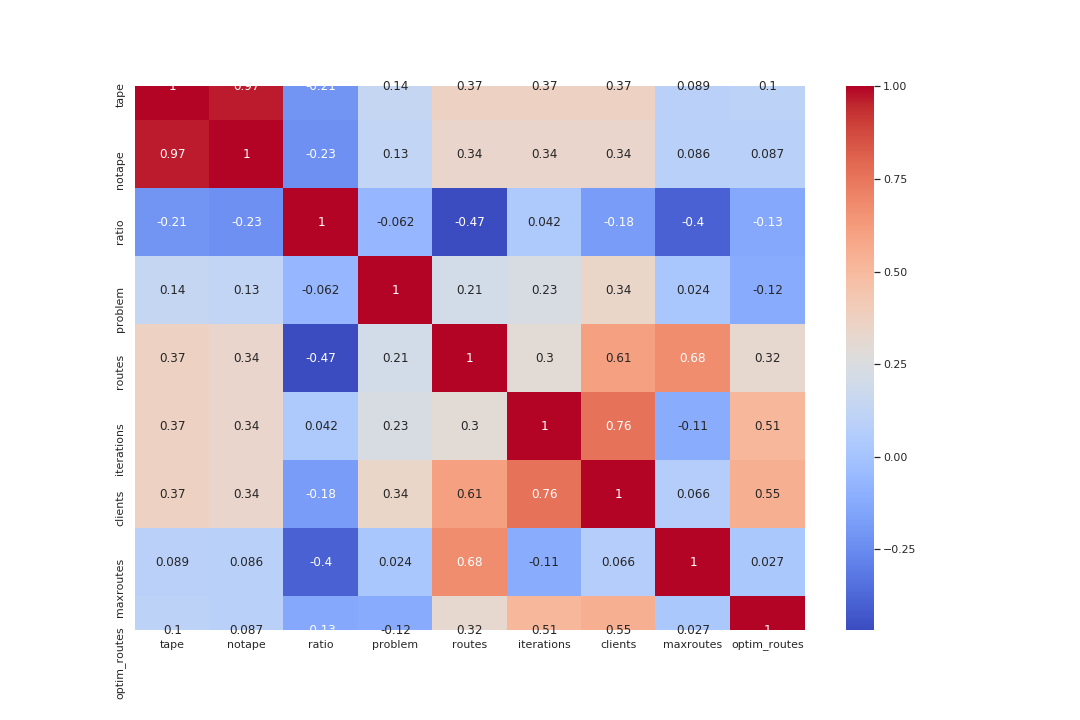 tape 1 0.97 -0.21 0.14 0.37 0.37 0.37 0.089 0.1
notape 0.97 1 -0.23 0.13 0.34 0.34 0.34 0.086 0.087
ratio -0.21 -0.23 1 -0.062 -0.47 0.042 -0.18 -0.4 -0.13
problem 0.14 0.13 -0.062 1 0.21 0.23 0.34 0.024 -0.12
routes 0.37 0.34 -0.47 0.21 1 0.3 0.61 0.68 0.32
iterations 0.37 0.34 0.042 0.23 0.3 1 0.76 -0.11 0.51
clients 0.37 0.34 -0.18 0.34 0.61 0.76 1 0.066 0.55
maxroutes 0.089 0.086 -0.4 0.024 0.68 -0.11 0.066 1 0.027
optim_routes 0.1 0.087 -0.13 -0.12 0.32 0.51 0.55 0.027 1
tape notape ratio problem routes iterations clients maxroutes optim_routes
1.00
0.75
0.50
0.25
0.00
−0.25